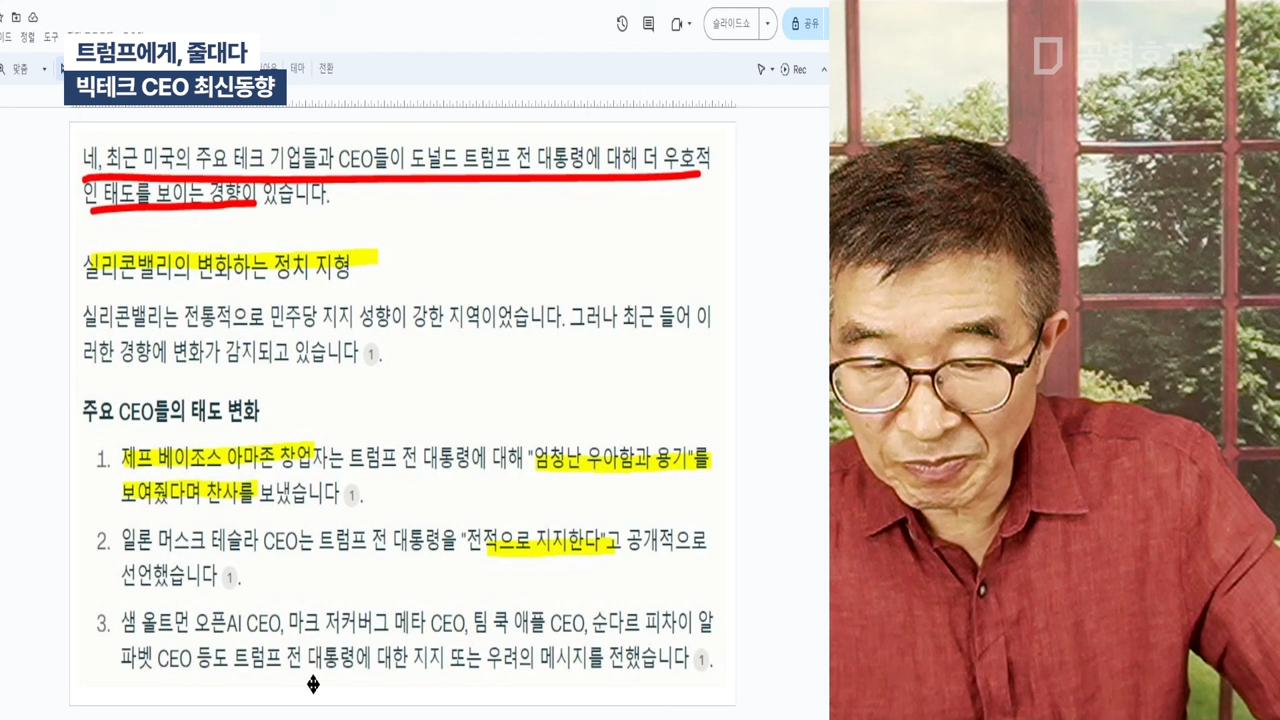 정렬 도구
트럼프에게, 줄대다
빅테크 CEO 최신동향
맞춤
테마
전환
슬라이드쇼
공유
Rec
공병호TV
네, 최근 미국의 주요 테크 기업들과 CEO들이 도널드 트럼프 전 대통령에 대해 더 우호적
인 태도를 보이는 경향이 있습니다.
실리콘밸리의 변화하는 정치 지형
실리콘밸리는 전통적으로 민주당 지지 성향이 강한 지역이었습니다. 그러나 최근 들어 이
러한 경향에 변화가 감지되고 있습니다 1.
주요 CEO들의 태도 변화
1. 제프 베이조스 아마존 창업자는 트럼프 전 대통령에 대해 "엄청난 우아함과 용기"를
보여줬다며 찬사를 보냈습니다 1.
2. 일론 머스크 테슬라 CEO는 트럼프 전 대통령을 "전적으로 지지한다"고 공개적으로
선언했습니다 1.
3. 샘 올트먼 오픈AI CEO, 마크 저커버그 메타 CEO, 팀 쿡 애플 CEO, 순다르 피차이 알
파벳 CEO 등도 트럼프 전 대통령에 대한 지지 또는 우려의 메시지를 전했습니다 1.